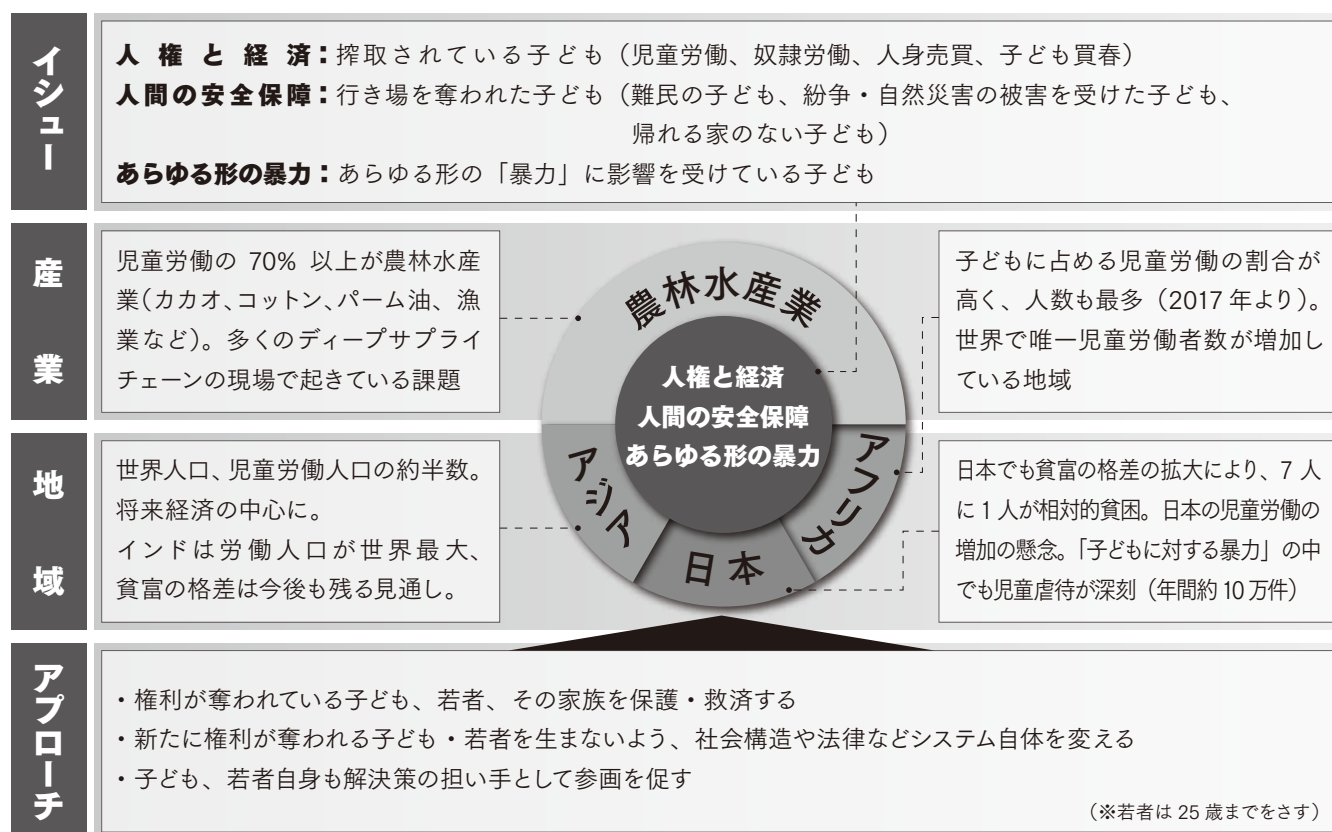 イシュー
人権と経済：搾取されている子ども（児童労働、奴隷労働、人身売買、子ども買春）
人間の安全保障：行き場を奪われた子ども（難民の子ども、紛争・自然災害の被害を受けた子ども、
帰れる家のない子ども）
あらゆる形の暴力：あらゆる形の「暴力」に影響を受けている子ども
産業
児童労働の 70% 以上が農林水産
業（カカオ、コットン、パーム油、漁
業など）。多くのディープサプライ
チェーンの現場で起きている課題
農林水産業
人権と経済
人間の安全保障
あらゆる形の暴力
アジア
日本
アフリカ
子どもに占める児童労働の割合が
高く、人数も最多（2017 年より）。
世界で唯一児童労働者数が増加し
ている地域
地域
世界人口、児童労働人口の約半数。
将来経済の中心に。
インドは労働人口が世界最大、
貧富の格差は今後も残る見通し。
日本でも貧富の格差の拡大により、7 人
に 1 人が相対的貧困。日本の児童労働の
増加の懸念。「子どもに対する暴力」の中
でも児童虐待が深刻（年間約 10 万件）
アプローチ
・権利が奪われている子ども、若者、その家族を保護・救済する
・新たに権利が奪われる子ども・若者を生まないよう、社会構造や法律などシステム自体を変える
・子ども、若者自身も解決策の担い手として参画を促す
（※若者は 25 歳までをさす）